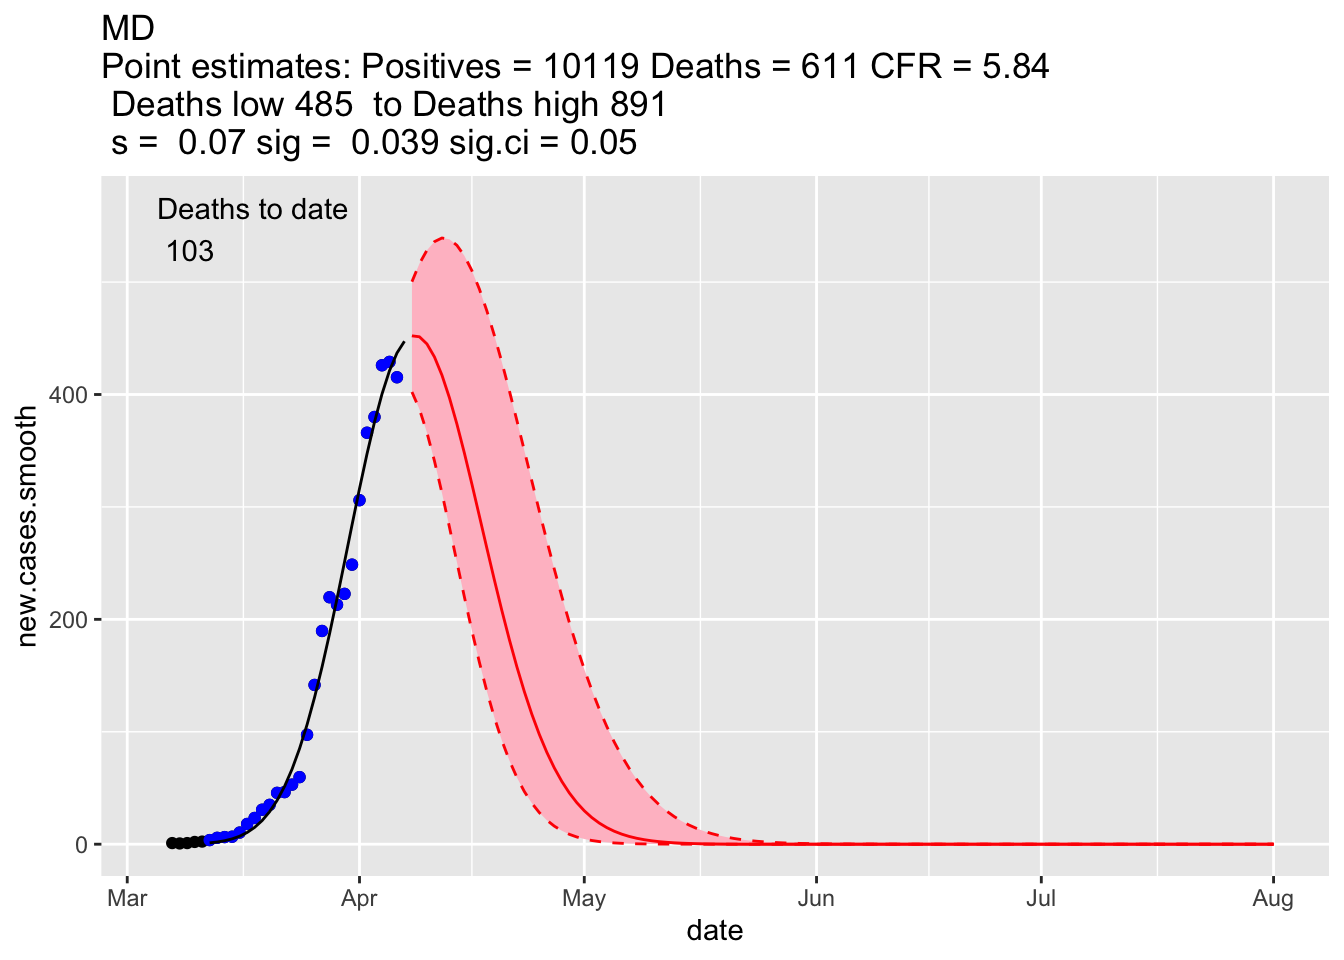 MD
Point estimates: Positives = 10119 Deaths = 611 CFR = 5.84
Deaths low 485  to Deaths high 891
s =  0.07 sig =  0.039 sig.ci = 0.05
Deaths to date
103
new.cases.smooth
400
200
0
Mar Apr May Jun Jul Aug
date